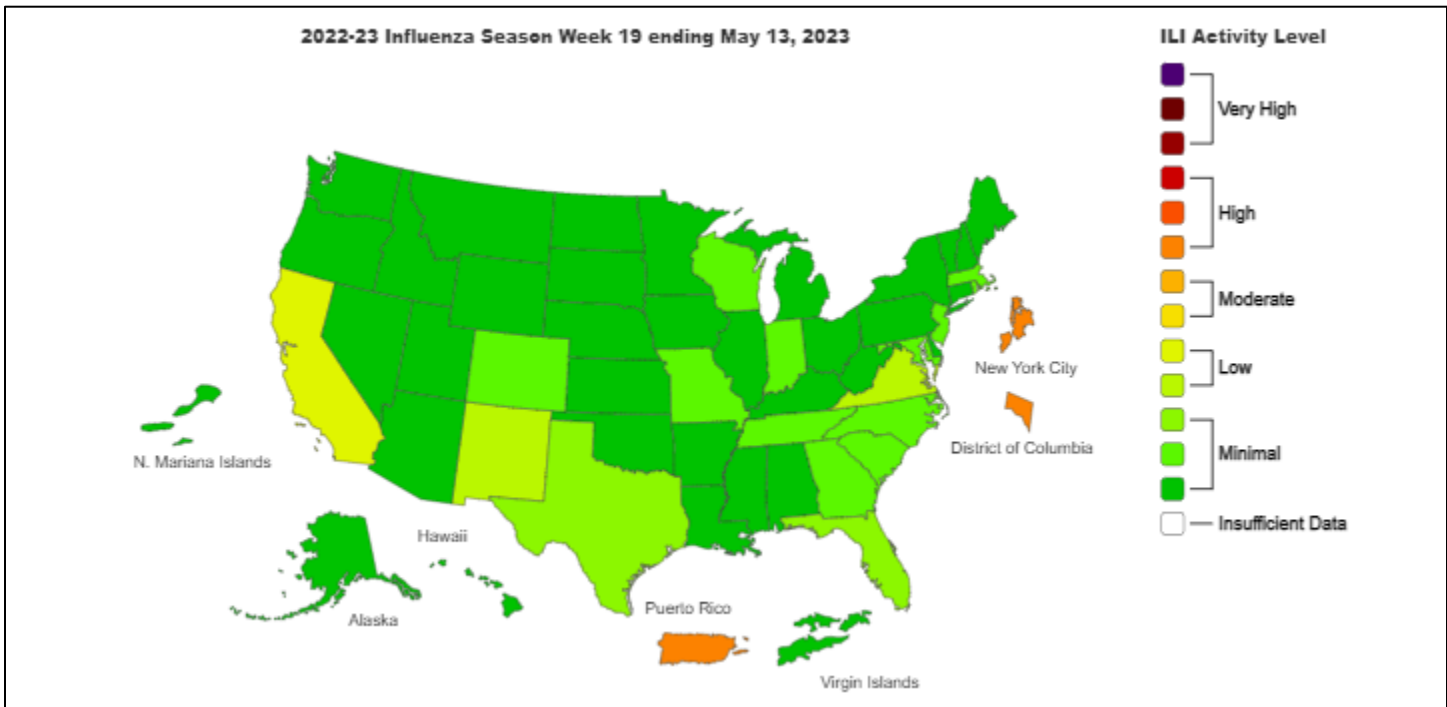 2022-23 Influenza Season Week 19 ending May 13, 2023
ILI Activity Level
Very High
High
Moderate
Low
Minimal
Insufficient Data
New York City
District of Columbia
N. Mariana Islands
Hawaii
Alaska
Puerto Rico
Virgin Islands